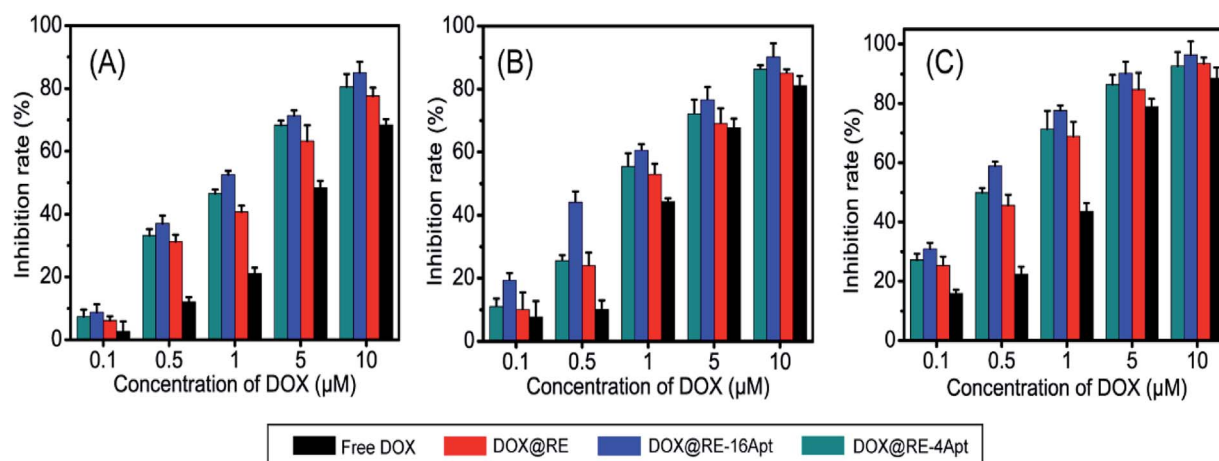 (A)
Inhibition rate (%)
100
80
60
40
20
0
0.1 0.5 1 5 10
Concentration of DOX (µM)
(B)
Inhibition rate (%)
100
80
60
40
20
0
0.1 0.5 1 5 10
Concentration of DOX (µM)
(C)
Inhibition rate (%)
100
80
60
40
20
0
0.1 0.5 1 5 10
Concentration of DOX (µM)
Free DOX DOX@RE DOX@RE-16Apt DOX@RE-4Apt